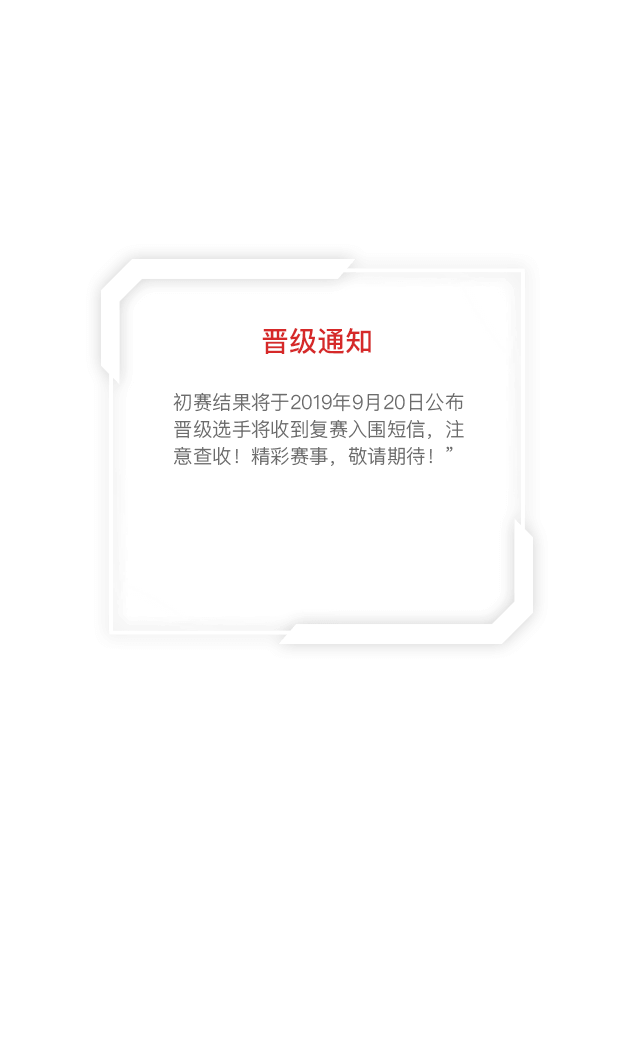 晋级通知
初赛结果将于2019年9月20日公布
晋级选手将收到复赛入围短信，注
意查收！精彩赛事，敬请期待！”